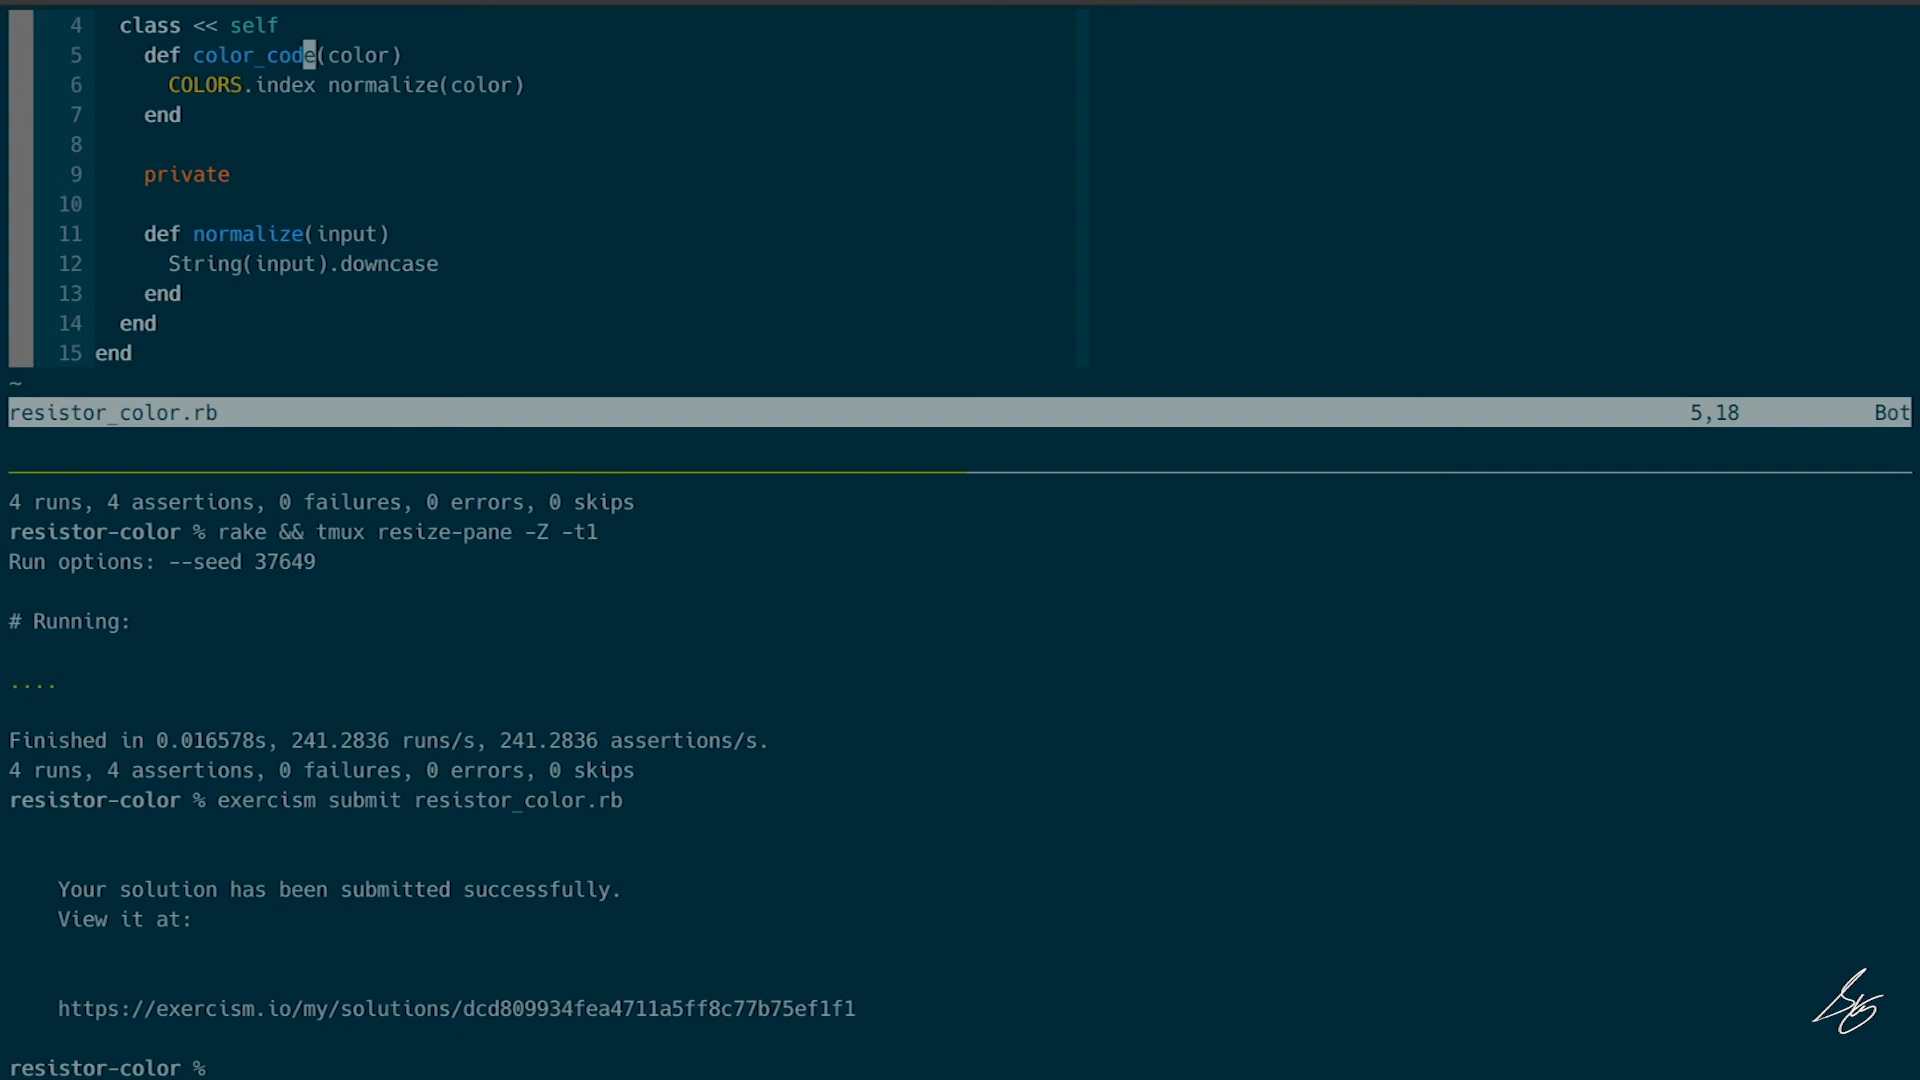 4   class << self
5     def color_code(color)
6       COLORS.index normalize(color)
7     end
8
9     private
10
11     def normalize(input)
12       String(input).downcase
13     end
14   end
15 end
~
resistor_color.rb 5,18 Bot
4 runs, 4 assertions, 0 failures, 0 errors, 0 skips
resistor-color % rake && tmux resize-pane -Z -t1
Run options: --seed 37649
# Running:
....
Finished in 0.016578s, 241.2836 runs/s, 241.2836 assertions/s.
4 runs, 4 assertions, 0 failures, 0 errors, 0 skips
resistor-color % exercism submit resistor_color.rb
Your solution has been submitted successfully.
View it at:
https://exercism.io/my/solutions/dcd809934fea4711a5ff8c77b75ef1f1
resistor-color %